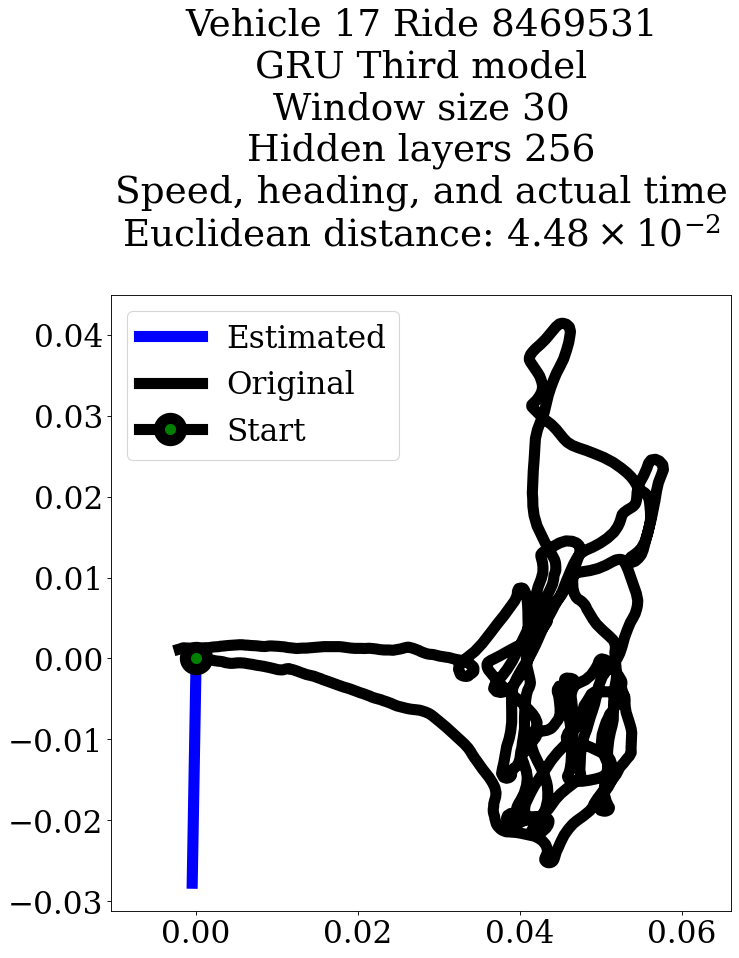 Vehicle 17 Ride 8469531
GRU Third model
Window size 30
Hidden layers 256
Speed, heading, and actual time
Euclidean distance: 4.48 × 10⁻²
Estimated
Original
Start
0.04
0.03
0.02
0.01
0.00
−0.01
−0.02
−0.03
0.00 0.02 0.04 0.06